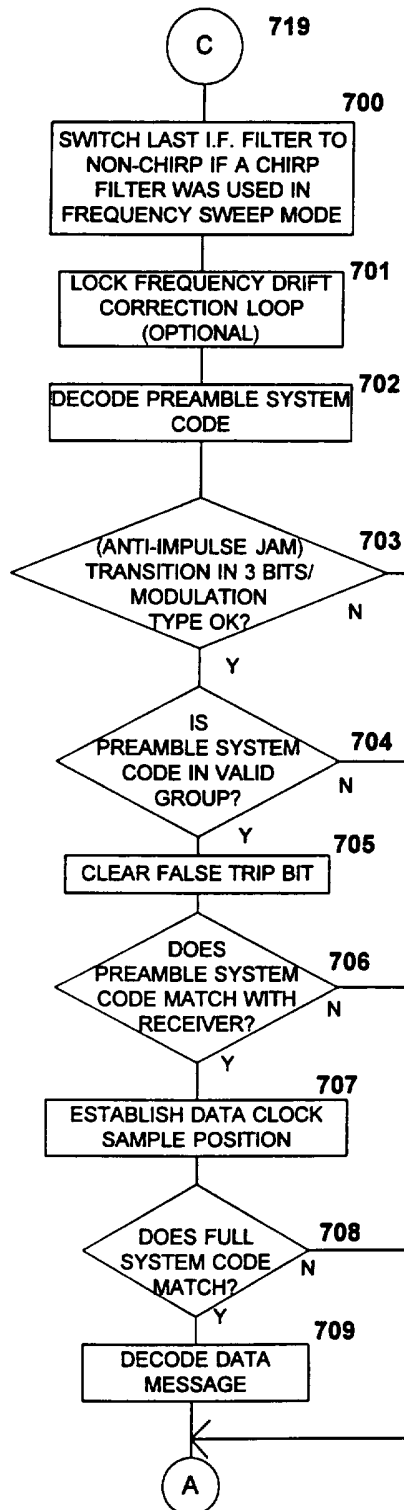 C
719
700
SWITCH LAST I.F. FILTER TO
NON-CHIRP IF A CHIRP
FILTER WAS USED IN
FREQUENCY SWEEP MODE
701
LOCK FREQUENCY DRIFT
CORRECTION LOOP
(OPTIONAL)
702
DECODE PREAMBLE SYSTEM
CODE
703
(ANTI-IMPULSE JAM)
TRANSITION IN 3 BITS/
MODULATION
TYPE OK?
N
Y
IS
PREAMBLE SYSTEM
CODE IN VALID
GROUP?
704
N
Y
705
CLEAR FALSE TRIP BIT
DOES
PREAMBLE SYSTEM
CODE MATCH WITH
RECEIVER?
706
N
Y
707
ESTABLISH DATA CLOCK
SAMPLE POSITION
708
DOES FULL
SYSTEM CODE
MATCH?
N
Y
709
DECODE DATA
MESSAGE
A